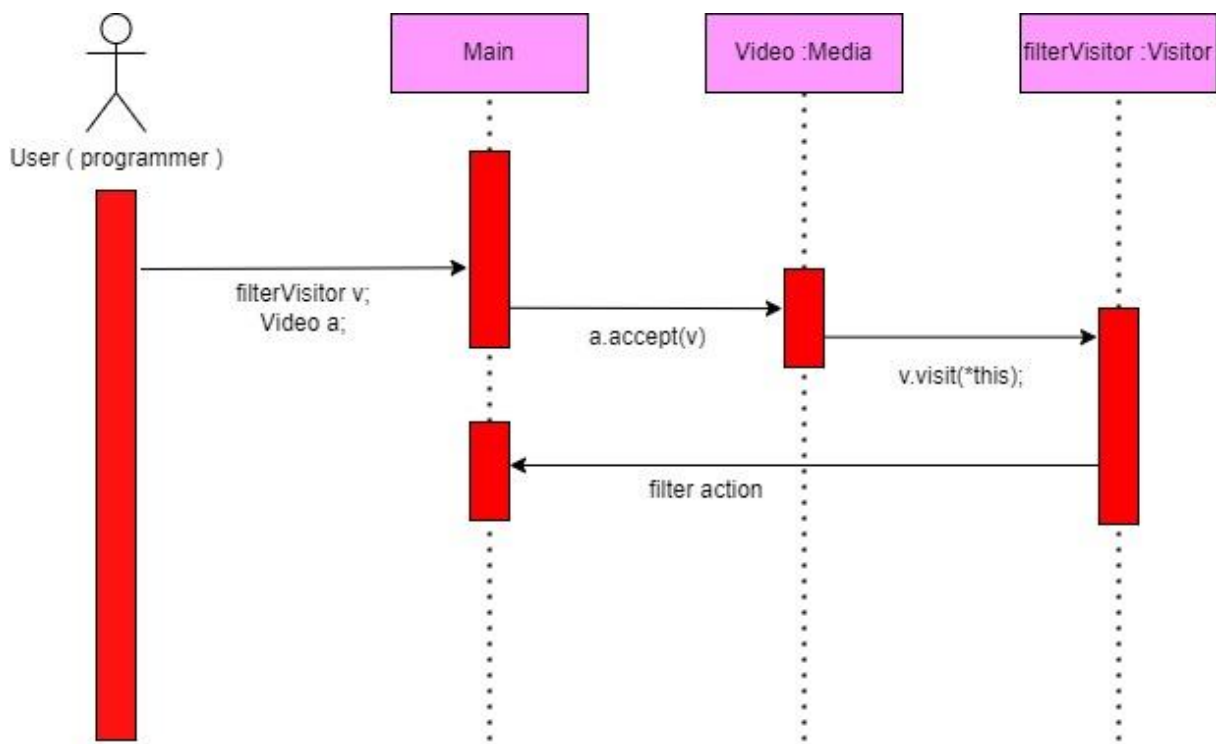 Main
Video :Media
filterVisitor :Visitor
User ( programmer )
filterVisitor v;
Video a;
a.accept(v)
v.visit(*this);
filter action